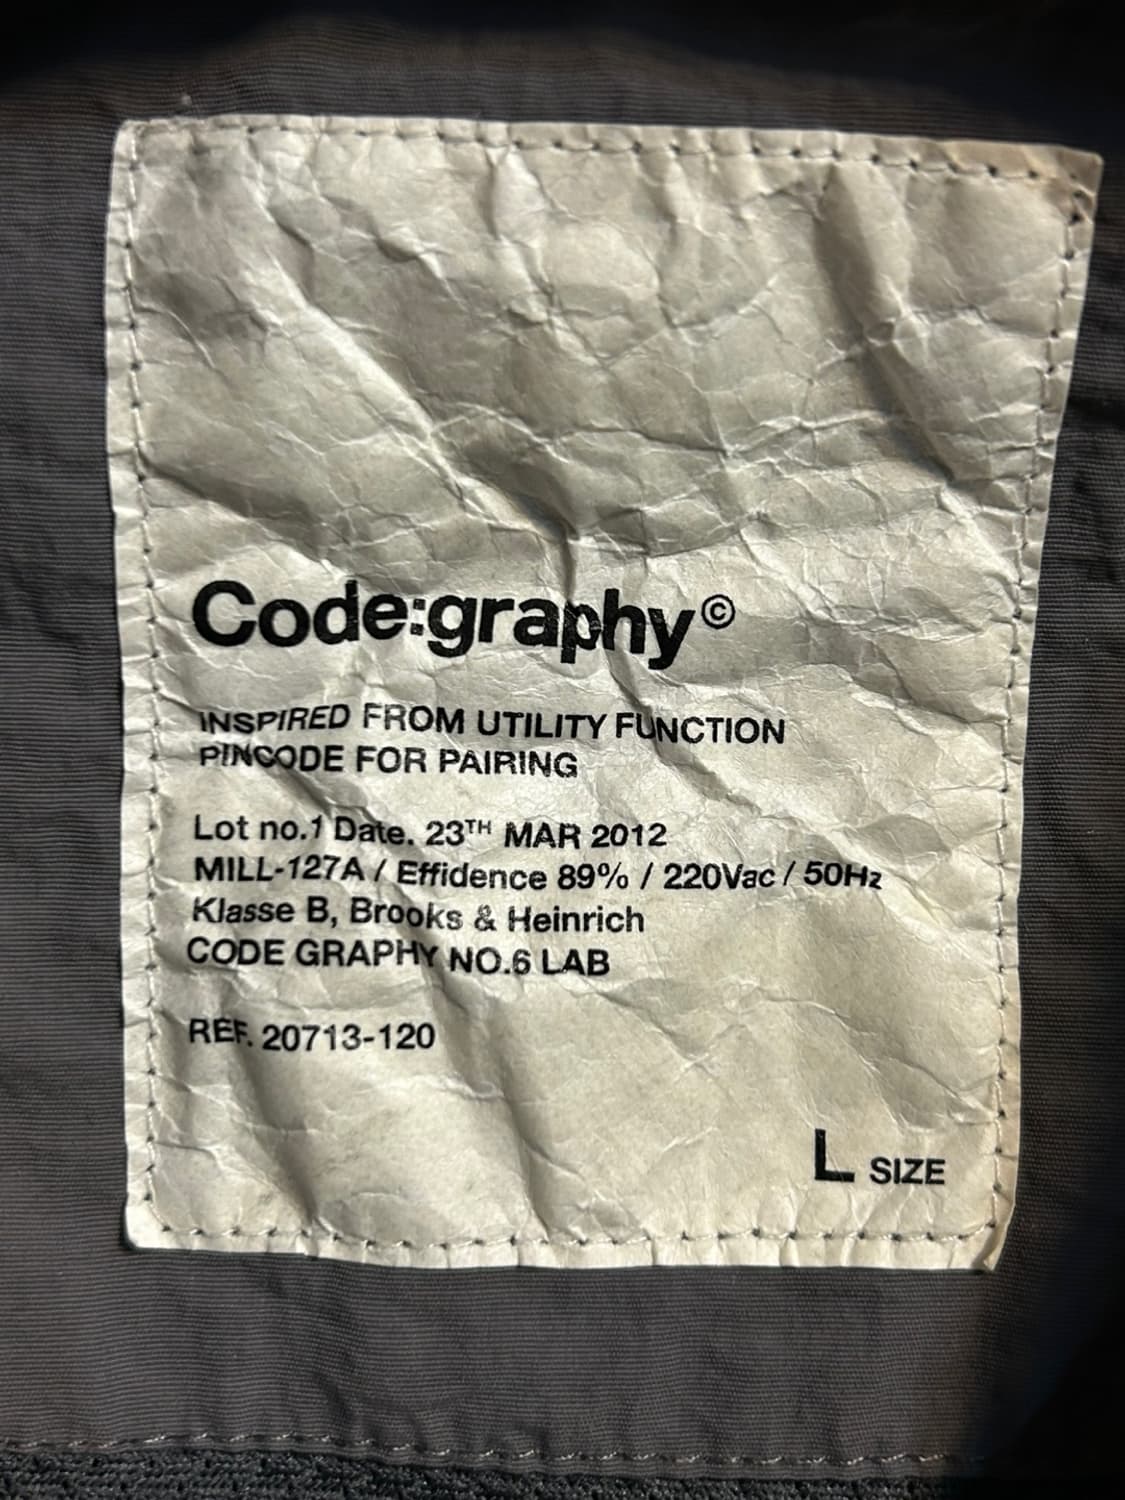 Code:graphy©
INSPIRED FROM UTILITY FUNCTION
PINCODE FOR PAIRING
Lot no.1 Date. 23TH MAR 2012
MILL-127A / Effidence 89% / 220Vac / 50Hz
Klasse B, Brooks & Heinrich
CODE GRAPHY NO.6 LAB
REF. 20713-120
L SIZE